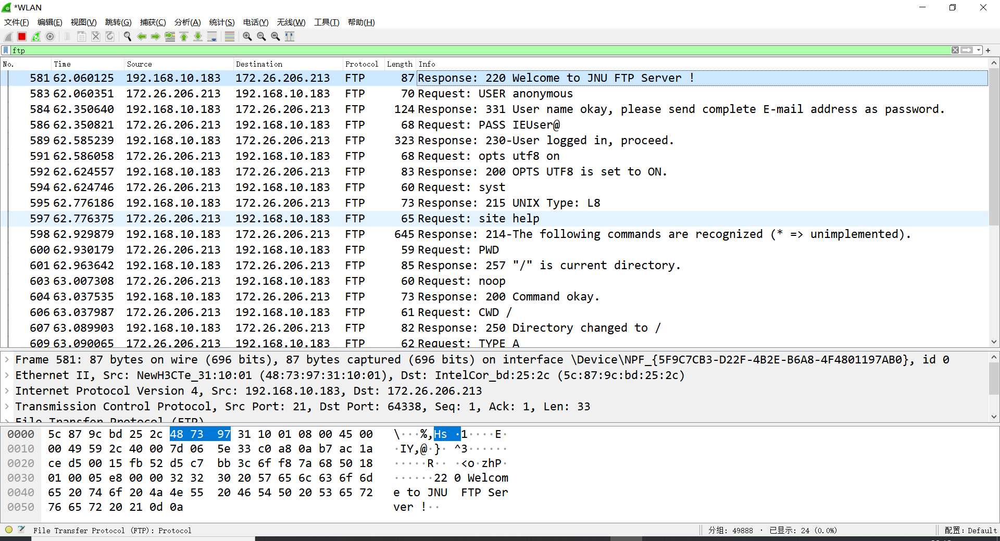 *WLAN
文件(F) 编辑(E) 视图(V) 跳转(G) 捕获(C) 分析(A) 统计(S) 电话(Y) 无线(W) 工具(T) 帮助(H)
ftp
No. Time Source Destination Protocol Length Info
581 62.060125 192.168.10.183 172.26.206.213 FTP 87 Response: 220 Welcome to JNU FTP Server !
583 62.060351 172.26.206.213 192.168.10.183 FTP 70 Request: USER anonymous
584 62.350640 192.168.10.183 172.26.206.213 FTP 124 Response: 331 User name okay, please send complete E-mail address as password.
586 62.350821 172.26.206.213 192.168.10.183 FTP 68 Request: PASS IEUser@
589 62.585239 192.168.10.183 172.26.206.213 FTP 323 Response: 230-User logged in, proceed.
591 62.586058 172.26.206.213 192.168.10.183 FTP 68 Request: opts utf8 on
592 62.624557 192.168.10.183 172.26.206.213 FTP 83 Response: 200 OPTS UTF8 is set to ON.
594 62.624746 172.26.206.213 192.168.10.183 FTP 60 Request: syst
595 62.776186 192.168.10.183 172.26.206.213 FTP 73 Response: 215 UNIX Type: L8
597 62.776375 172.26.206.213 192.168.10.183 FTP 65 Request: site help
598 62.929879 192.168.10.183 172.26.206.213 FTP 645 Response: 214-The following commands are recognized (* => unimplemented).
600 62.930179 172.26.206.213 192.168.10.183 FTP 59 Request: PWD
601 62.963642 192.168.10.183 172.26.206.213 FTP 85 Response: 257 "/" is current directory.
603 63.007308 172.26.206.213 192.168.10.183 FTP 60 Request: noop
604 63.037535 192.168.10.183 172.26.206.213 FTP 73 Response: 200 Command okay.
606 63.037987 172.26.206.213 192.168.10.183 FTP 61 Request: CWD /
607 63.089903 192.168.10.183 172.26.206.213 FTP 82 Response: 250 Directory changed to /
609 63.090065 172.26.206.213 192.168.10.183 FTP 62 Request: TYPE A
Frame 581: 87 bytes on wire (696 bits), 87 bytes captured (696 bits) on interface \Device\NPF_{5F9C7CB3-D22F-4B2E-B6A8-4F4801197AB0}, id 0
Ethernet II, Src: NewH3CTe_31:10:01 (48:73:97:31:10:01), Dst: IntelCor_bd:25:2c (5c:87:9c:bd:25:2c)
Internet Protocol Version 4, Src: 192.168.10.183, Dst: 172.26.206.213
Transmission Control Protocol, Src Port: 21, Dst Port: 64338, Seq: 1, Ack: 1, Len: 33
File Transfer Protocol (FTP)
0000 5c 87 9c bd 25 2c 48 73 97 31 10 01 08 00 45 00 \···%,Hs ·1····E·
0010 00 49 59 2c 40 00 7d 06 5e 33 c0 a8 0a b7 ac 1a ·IY,@·}· ^3······
0020 ce d5 00 15 fb 52 d5 c7 bb 3c 6f f8 7a 68 50 18 ·····R·· ·<o·zhP·
0030 01 00 05 e8 00 00 32 32 30 20 57 65 6c 63 6f 6d ······22 0 Welcom
0040 65 20 74 6f 20 4a 4e 55 20 46 54 50 20 53 65 72 e to JNU FTP Ser
0050 76 65 72 20 21 0d 0a ver !··
File Transfer Protocol (FTP): Protocol 分组: 49888 · 已显示: 24 (0.0%) 配置: Default